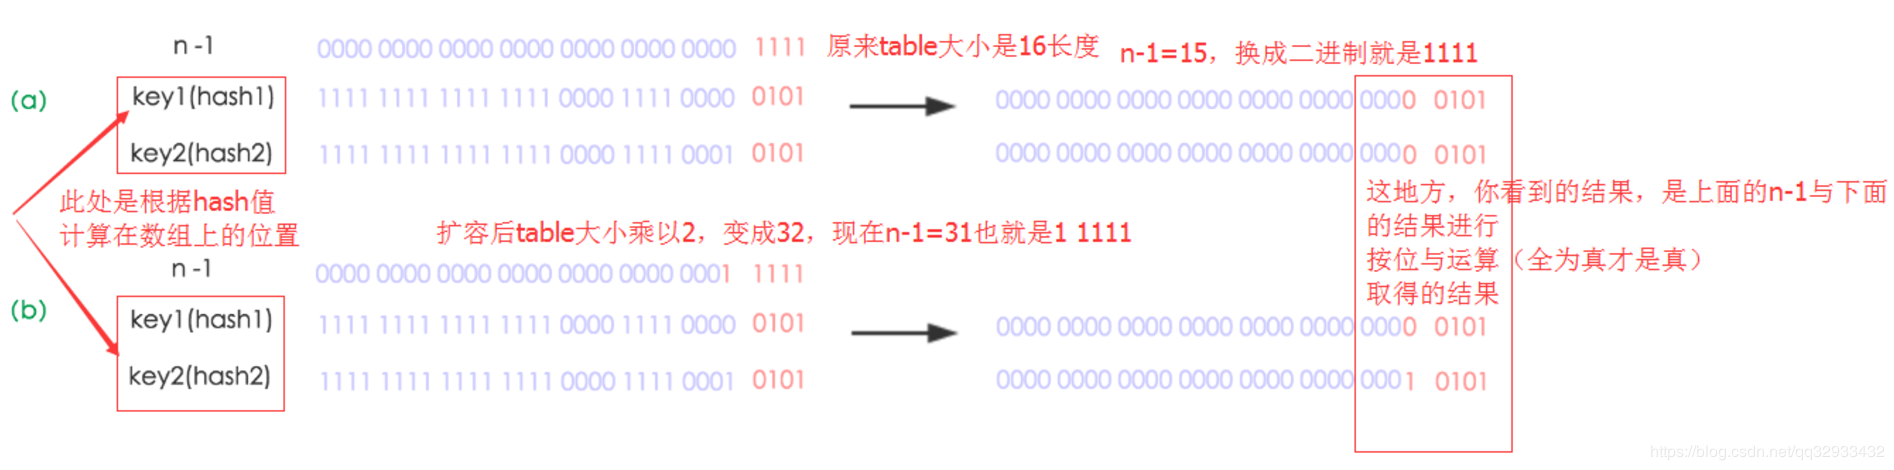 n -1 0000 0000 0000 0000 0000 0000 0000 1111 原来table大小是16长度 n-1=15，换成二进制就是1111
(a) key1(hash1) 1111 1111 1111 1111 0000 1111 0000 0101 0000 0000 0000 0000 0000 0000 0000 0101
key2(hash2) 1111 1111 1111 1111 0000 1111 0001 0101 0000 0000 0000 0000 0000 0000 0000 0101
此处是根据hash值
计算在数组上的位置
扩容后table大小乘以2，变成32，现在n-1=31也就是1 1111
这地方，你看到的结果，是上面的n-1与下面
的结果进行
按位与运算（全为真才是真）
取得的结果
n -1 0000 0000 0000 0000 0000 0000 0001 1111
(b) key1(hash1) 1111 1111 1111 1111 0000 1111 0000 0101 0000 0000 0000 0000 0000 0000 0000 0101
key2(hash2) 1111 1111 1111 1111 0000 1111 0001 0101 0000 0000 0000 0000 0000 0000 0001 0101
https://blog.csdn.net/qq32933432